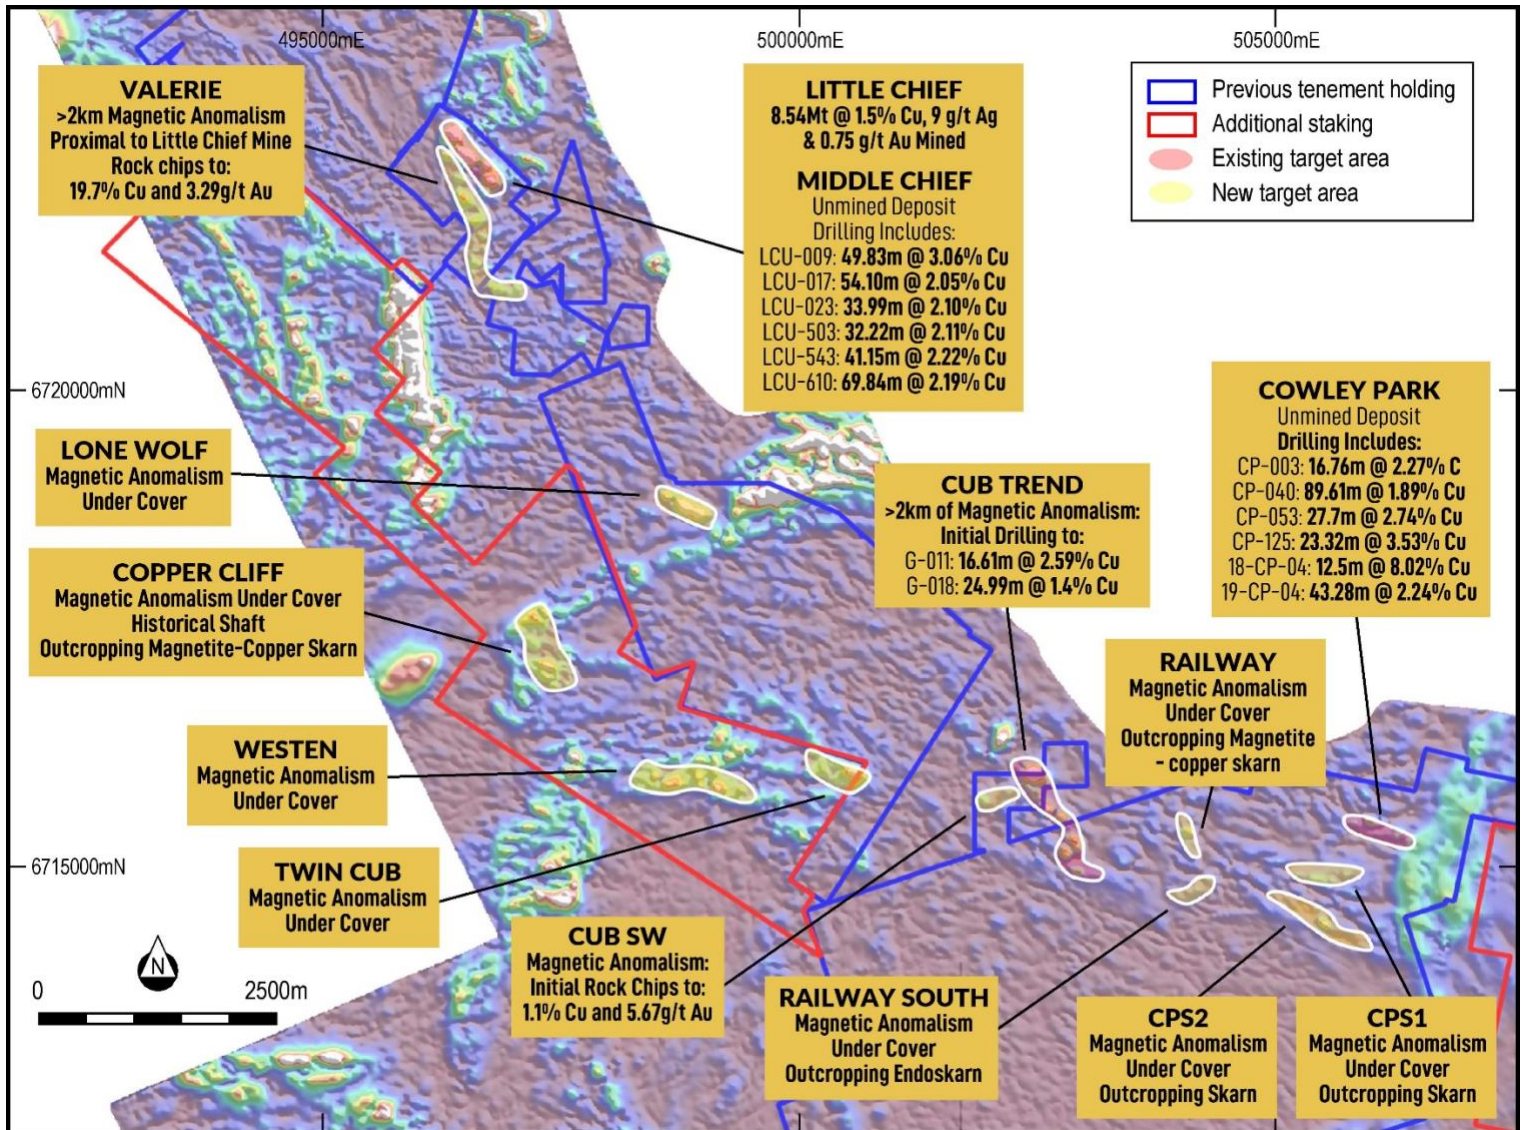 495000mE
500000mE
505000mE
VALERIE
>2km Magnetic Anomalism
Proximal to Little Chief Mine
Rock chips to:
19.7% Cu and 3.29g/t Au
LITTLE CHIEF
8.54Mt @ 1.5% Cu, 9 g/t Ag
& 0.75 g/t Au Mined
MIDDLE CHIEF
Unmined Deposit
Drilling Includes:
LCU-009: 49.83m @ 3.06% Cu
LCU-017: 54.10m @ 2.05% Cu
LCU-023: 33.99m @ 2.10% Cu
LCU-503: 32.22m @ 2.11% Cu
LCU-543: 41.15m @ 2.22% Cu
LCU-610: 69.84m @ 2.19% Cu
Previous tenement holding
Additional staking
Existing target area
New target area
6720000mN
COWLEY PARK
Unmined Deposit
Drilling Includes:
CP-003: 16.76m @ 2.27% C
CP-040: 89.61m @ 1.89% Cu
CP-053: 27.7m @ 2.74% Cu
CP-125: 23.32m @ 3.53% Cu
18-CP-04: 12.5m @ 8.02% Cu
19-CP-04: 43.28m @ 2.24% Cu
LONE WOLF
Magnetic Anomalism
Under Cover
CUB TREND
>2km of Magnetic Anomalism:
Initial Drilling to:
G-011: 16.61m @ 2.59% Cu
G-018: 24.99m @ 1.4% Cu
COPPER CLIFF
Magnetic Anomalism Under Cover
Historical Shaft
Outcropping Magnetite-Copper Skarn
RAILWAY
Magnetic Anomalism
Under Cover
Outcropping Magnetite
- copper skarn
WESTEN
Magnetic Anomalism
Under Cover
6715000mN
TWIN CUB
Magnetic Anomalism
Under Cover
CUB SW
Magnetic Anomalism:
Initial Rock Chips to:
1.1% Cu and 5.67g/t Au
RAILWAY SOUTH
Magnetic Anomalism
Under Cover
Outcropping Endoskarn
CPS2
Magnetic Anomalism
Under Cover
Outcropping Skarn
CPS1
Magnetic Anomalism
Under Cover
Outcropping Skarn
N
0 2500m